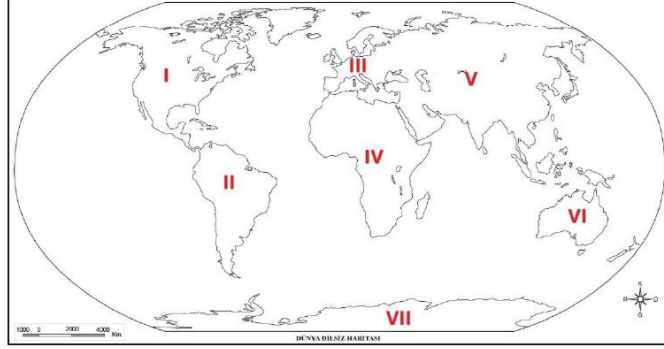 I
III
V
IV
II
VI
VII
K
B D
G
1000 0 2000 4000
Km
DÜNYA DİLSİZ HARİTASI